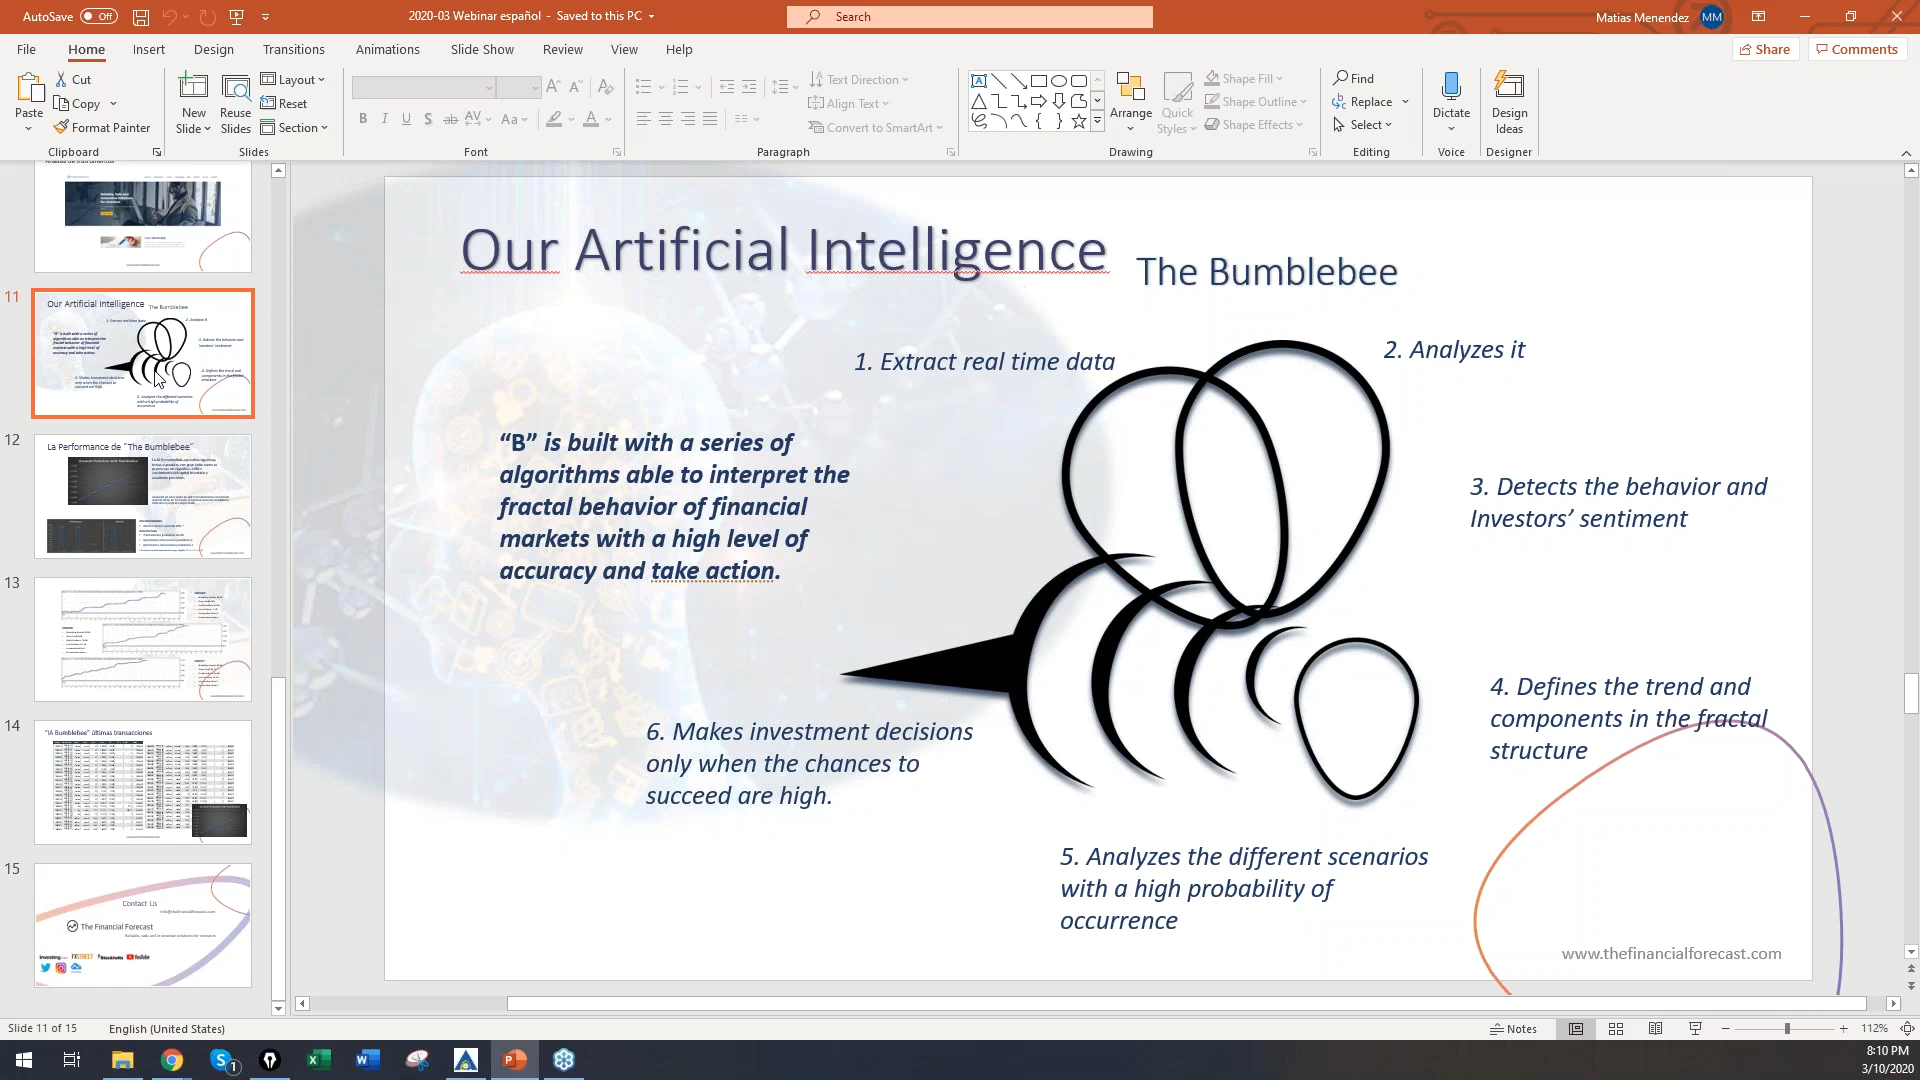 AutoSave Off
2020-03 Webinar español - Saved to this PC
Search
Matias Menendez MM
File Home Insert Design Transitions Animations Slide Show Review View Help
Share Comments
Paste
Cut
Copy
Format Painter
Clipboard
New Slide
Reuse Slides
Layout
Reset
Section
Slides
B I U S ab AV Aa A
Font
Text Direction
Align Text
Convert to SmartArt
Paragraph
Arrange
Quick Styles
Shape Fill
Shape Outline
Shape Effects
Drawing
Find
Replace
Select
Editing
Dictate
Voice
Design Ideas
Designer
11
Our Artificial Intelligence The Bumblebee
12
La Performance de "The Bumblebee"
13
14
"IA Bumblebee" últimas transacciones
15
Contact Us
The Financial Forecast
Our Artificial Intelligence
The Bumblebee
1. Extract real time data
2. Analyzes it
“B” is built with a series of
algorithms able to interpret the
fractal behavior of financial
markets with a high level of
accuracy and take action.
3. Detects the behavior and
Investors’ sentiment
4. Defines the trend and
components in the fractal
structure
6. Makes investment decisions
only when the chances to
succeed are high.
5. Analyzes the different scenarios
with a high probability of
occurrence
www.thefinancialforecast.com
Slide 11 of 15
English (United States)
Notes
112%
8:10 PM
3/10/2020